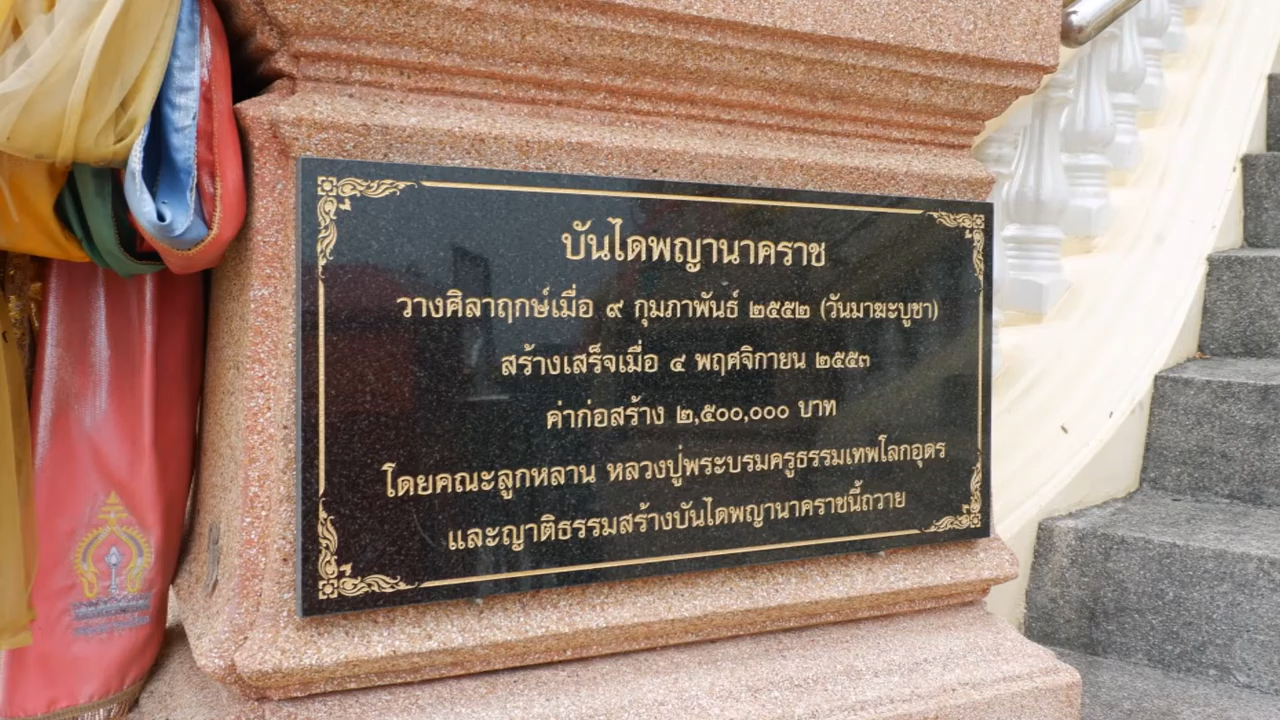 บันไดพญานาคราช
วางศิลาฤกษ์เมื่อ ๙ กุมภาพันธ์ ๒๕๕๒ (วันมาฆะบูชา)
สร้างเสร็จเมื่อ ๔ พฤศจิกายน ๒๕๕๓
ค่าก่อสร้าง ๒,๕๐๐,๐๐๐ บาท
โดยคณะลูกหลาน หลวงปู่พระบรมครูธรรมเทพโลกอุดร
และญาติธรรมสร้างบันไดพญานาคราชนี้ถวาย